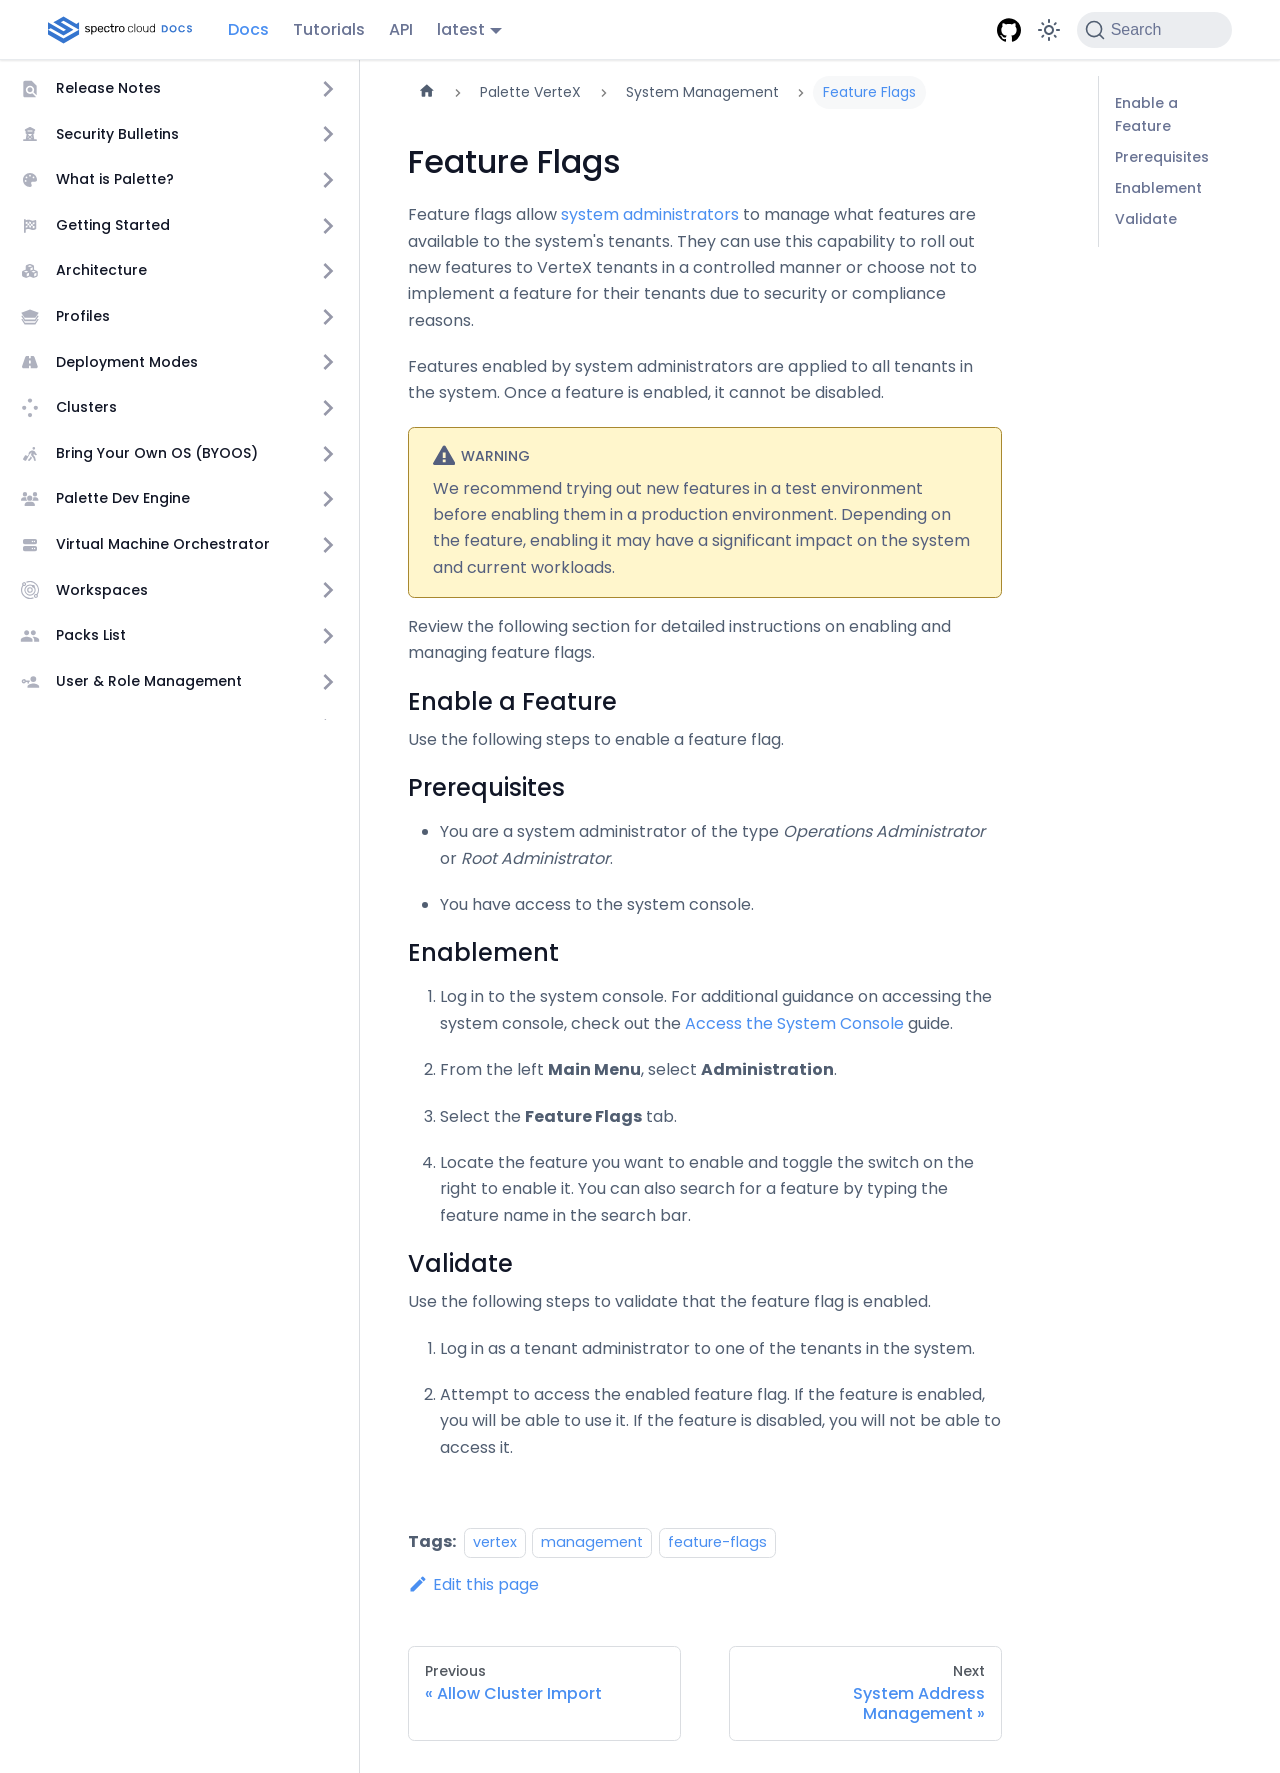 spectro cloud DOCS
Docs
Tutorials
API
latest
Search
Release Notes
Security Bulletins
What is Palette?
Getting Started
Architecture
Profiles
Deployment Modes
Clusters
Bring Your Own OS (BYOOS)
Palette Dev Engine
Virtual Machine Orchestrator
Workspaces
Packs List
User & Role Management
Palette VerteX
System Management
Feature Flags
Feature Flags
Feature flags allow system administrators to manage what features are
available to the system's tenants. They can use this capability to roll out
new features to VerteX tenants in a controlled manner or choose not to
implement a feature for their tenants due to security or compliance
reasons.
Features enabled by system administrators are applied to all tenants in
the system. Once a feature is enabled, it cannot be disabled.
WARNING
We recommend trying out new features in a test environment
before enabling them in a production environment. Depending on
the feature, enabling it may have a significant impact on the system
and current workloads.
Review the following section for detailed instructions on enabling and
managing feature flags.
Enable a Feature
Use the following steps to enable a feature flag.
Prerequisites
You are a system administrator of the type Operations Administrator
or Root Administrator.
You have access to the system console.
Enablement
1. Log in to the system console. For additional guidance on accessing the
system console, check out the Access the System Console guide.
2. From the left Main Menu, select Administration.
3. Select the Feature Flags tab.
4. Locate the feature you want to enable and toggle the switch on the
right to enable it. You can also search for a feature by typing the
feature name in the search bar.
Validate
Use the following steps to validate that the feature flag is enabled.
1. Log in as a tenant administrator to one of the tenants in the system.
2. Attempt to access the enabled feature flag. If the feature is enabled,
you will be able to use it. If the feature is disabled, you will not be able to
access it.
Tags: vertex management feature-flags
Edit this page
Previous
« Allow Cluster Import
Next
System Address
Management »
Enable a
Feature
Prerequisites
Enablement
Validate